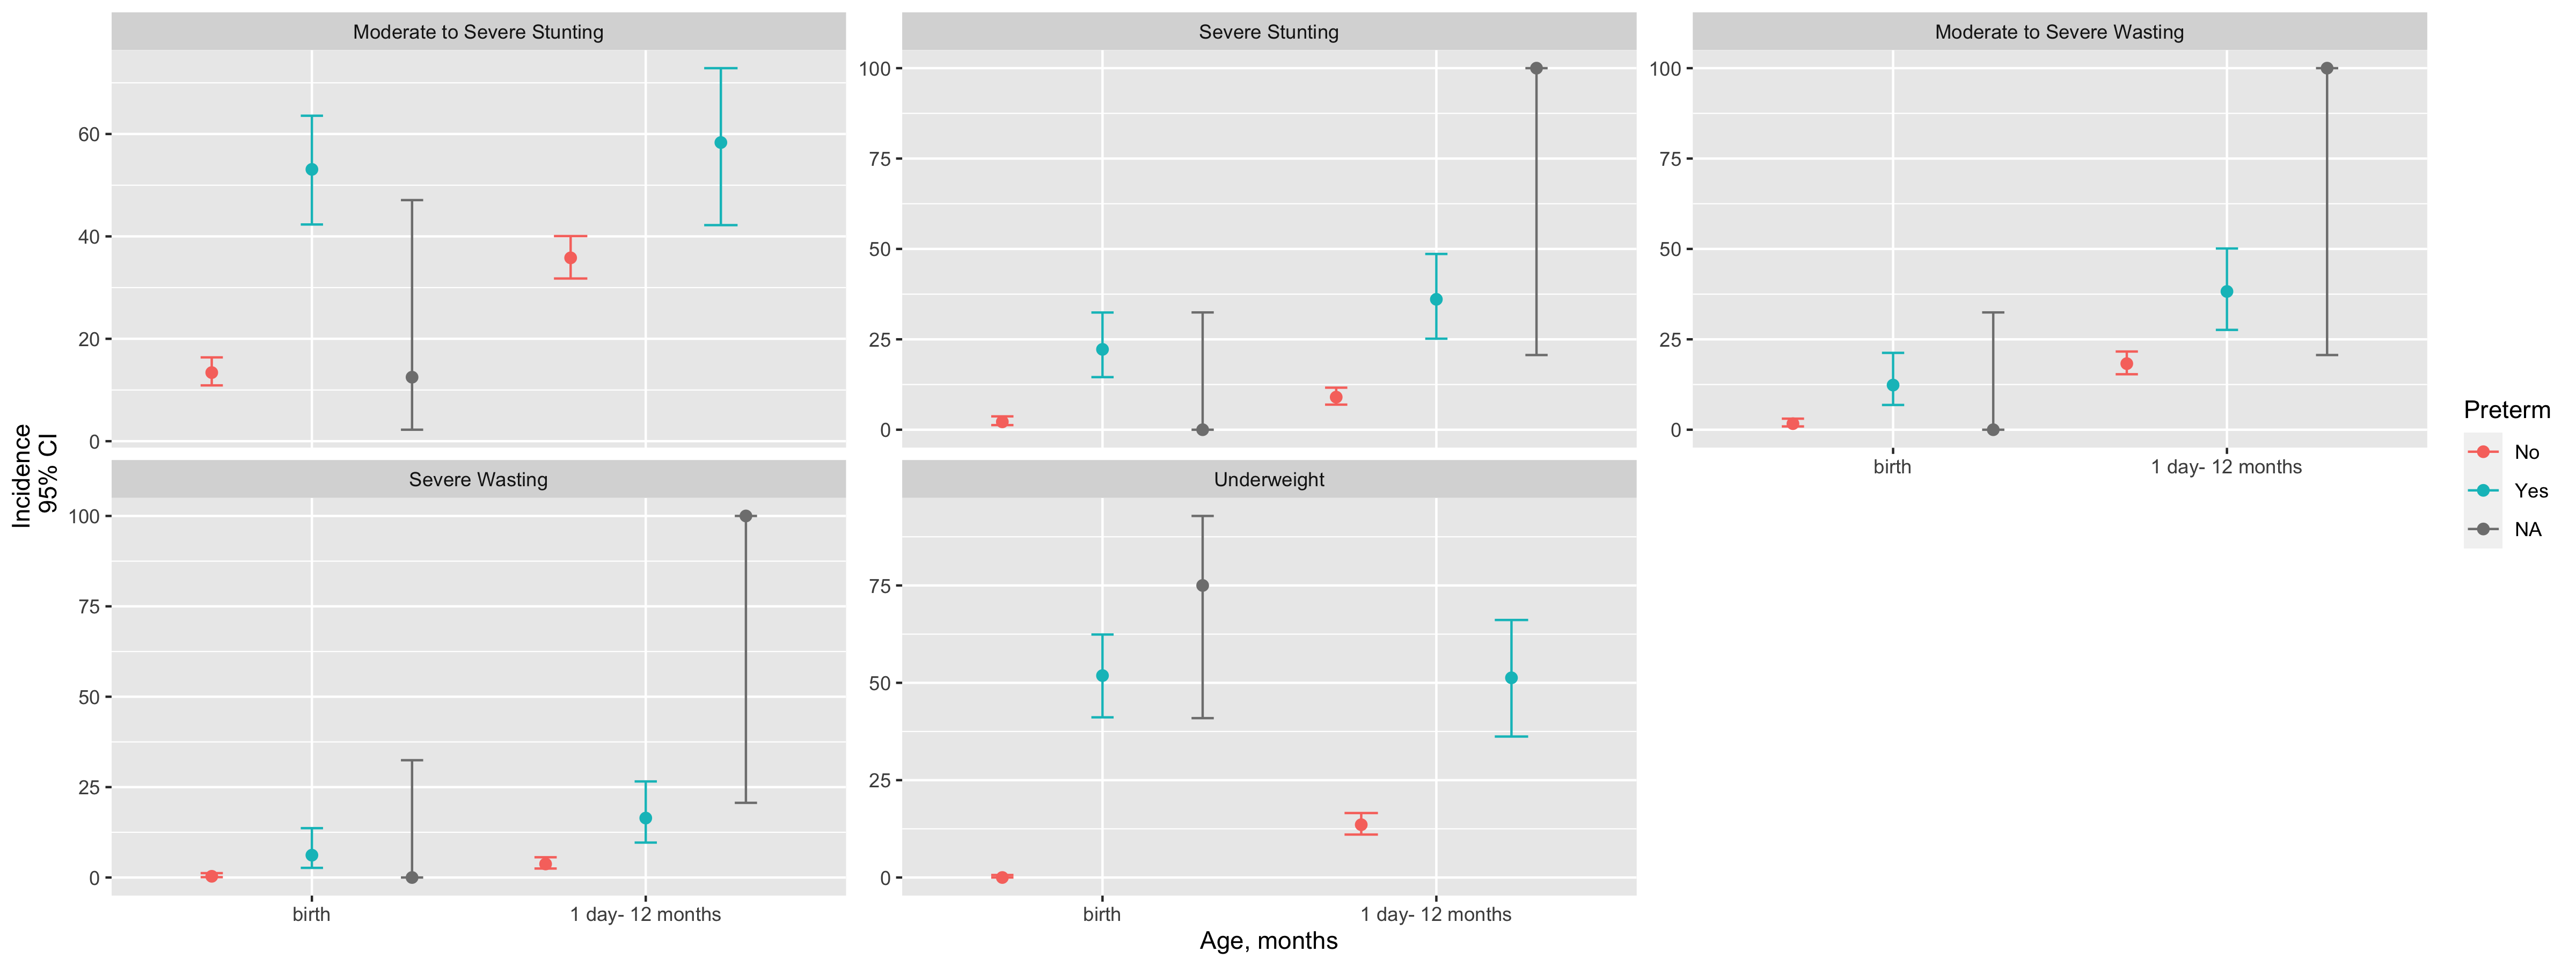 Moderate to Severe Stunting
Severe Stunting
Moderate to Severe Wasting
60
40
20
0
100
75
50
25
0
100
75
50
25
0
birth
1 day- 12 months
Severe Wasting
Underweight
100
75
50
25
0
75
50
25
0
birth
1 day- 12 months
birth
1 day- 12 months
Age, months
Incidence
95% CI
Preterm
No
Yes
NA